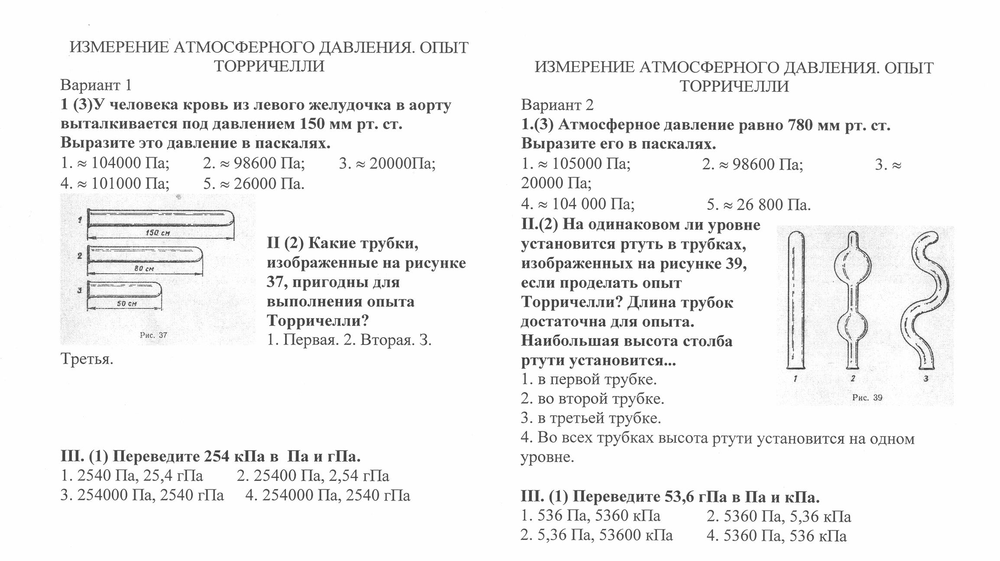 ИЗМЕРЕНИЕ АТМОСФЕРНОГО ДАВЛЕНИЯ. ОПЫТ
ТОРРИЧЕЛЛИ
Вариант 1
1 (3)У человека кровь из левого желудочка в аорту
выталкивается под давлением 150 мм рт. ст.
Выразите это давление в паскалях.
1. ≈ 104000 Па; 2. ≈ 98600 Па; 3. ≈ 20000Па;
4. ≈ 101000 Па; 5. ≈ 26000 Па.
1
150 см
2
80 см
3
50 см
Рис. 37
II (2) Какие трубки,
изображенные на рисунке
37, пригодны для
выполнения опыта
Торричелли?
1. Первая. 2. Вторая. 3.
Третья.
III. (1) Переведите 254 кПа в Па и гПа.
1. 2540 Па, 25,4 гПа 2. 25400 Па, 2,54 гПа
3. 254000 Па, 2540 гПа 4. 254000 Па, 2540 гПа
ИЗМЕРЕНИЕ АТМОСФЕРНОГО ДАВЛЕНИЯ. ОПЫТ
ТОРРИЧЕЛЛИ
Вариант 2
1.(3) Атмосферное давление равно 780 мм рт. ст.
Выразите его в паскалях.
1. ≈ 105000 Па; 2. ≈ 98600 Па; 3. ≈
20000 Па;
4. ≈ 104 000 Па; 5. ≈ 26 800 Па.
II.(2) На одинаковом ли уровне
установится ртуть в трубках,
изображенных на рисунке 39,
если проделать опыт
Торричелли? Длина трубок
достаточна для опыта.
Наибольшая высота столба
ртути установится...
1. в первой трубке.
2. во второй трубке.
3. в третьей трубке.
4. Во всех трубках высота ртути установится на одном
уровне.
1 2 3
Рис. 39
III. (1) Переведите 53,6 гПа в Па и кПа.
1. 536 Па, 5360 кПа 2. 5360 Па, 5,36 кПа
2. 5,36 Па, 53600 кПа 4. 5360 Па, 536 кПа